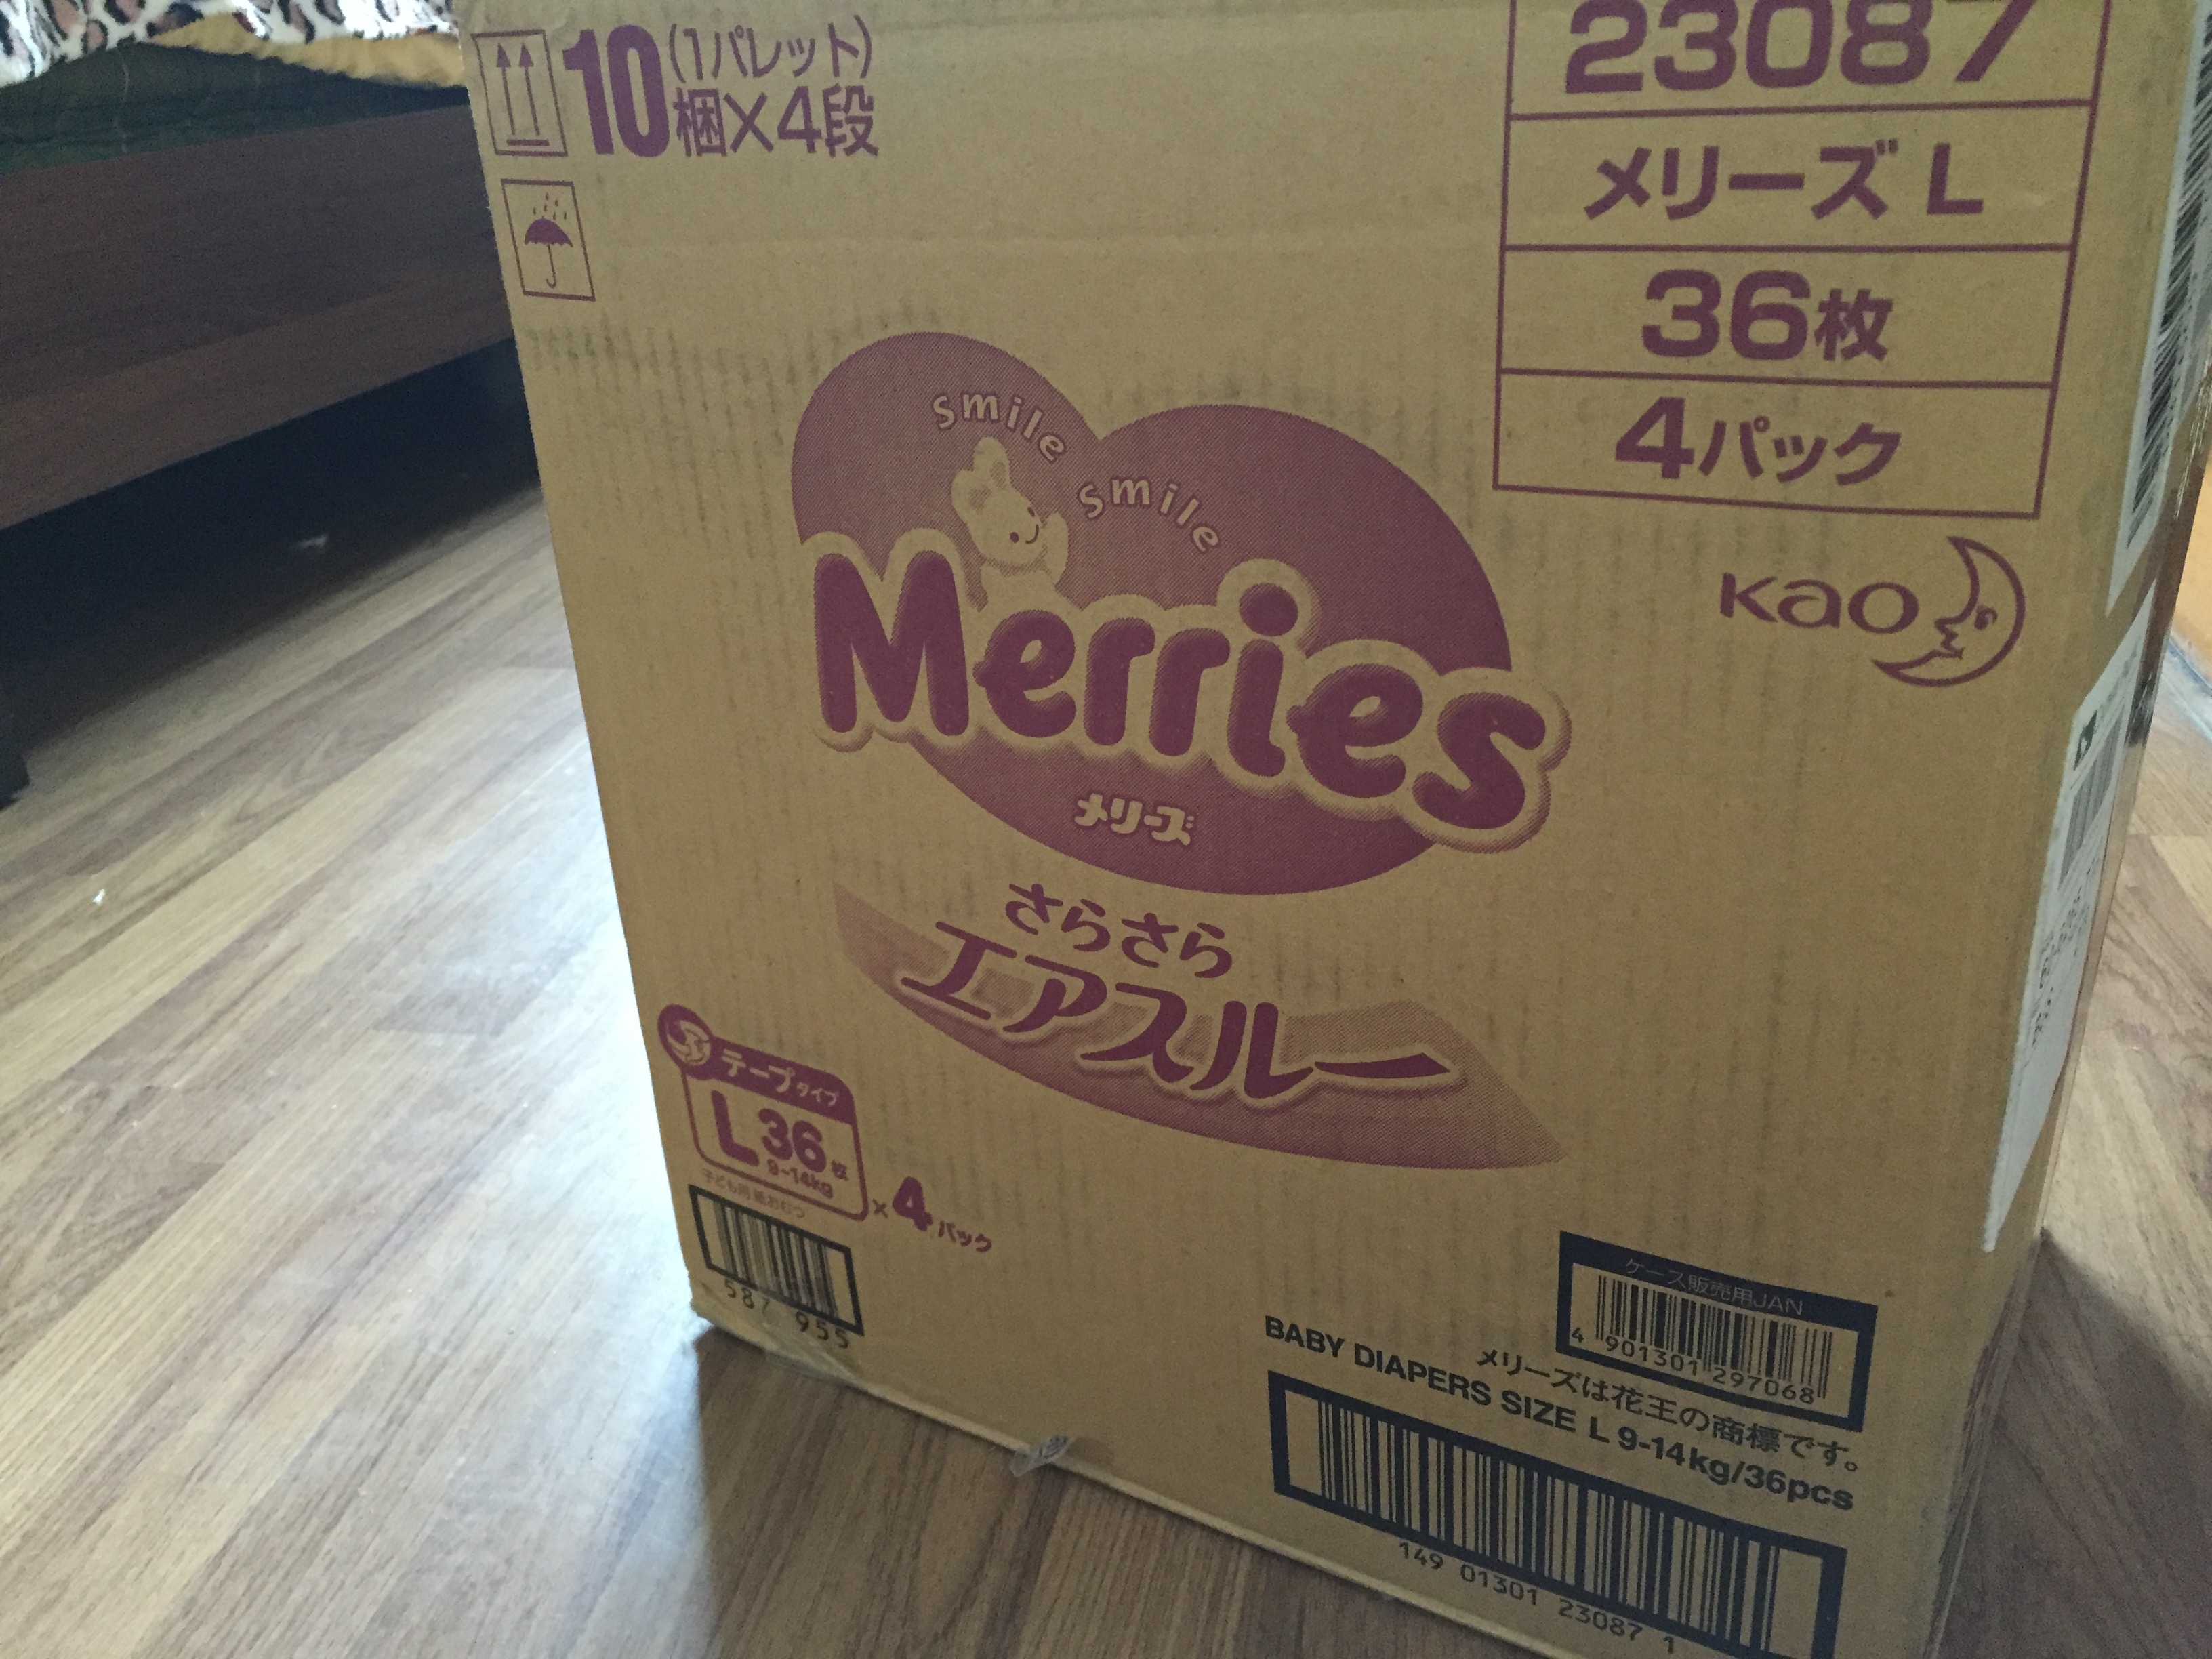 10(1パレット)
梱×4段
23087
メリーズ L
36枚
4パック
Kao
smile
smile
Merries
メリーズ
さらさら
エアスルー
テープタイプ
L36枚
9-14kg
×4パック
子ども用 紙おむつ
587 955
ケース販売用JAN
4 901301 297068
メリーズは花王の商標です。
BABY DIAPERS SIZE L 9-14kg/36pcs
149 01301 23087 1